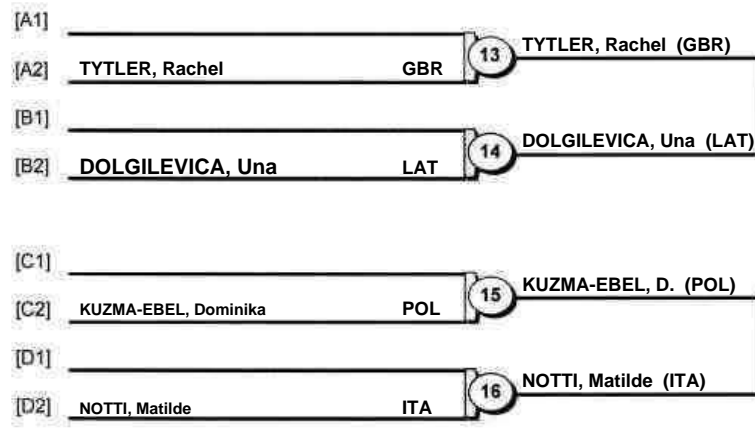 [A1]
13 TYTLER, Rachel (GBR)
[A2] TYTLER, Rachel GBR
[B1]
14 DOLGILEVICA, Una (LAT)
[B2] DOLGILEVICA, Una LAT
[C1]
15 KUZMA-EBEL, D. (POL)
[C2] KUZMA-EBEL, Dominika POL
[D1]
16 NOTTI, Matilde (ITA)
[D2] NOTTI, Matilde ITA